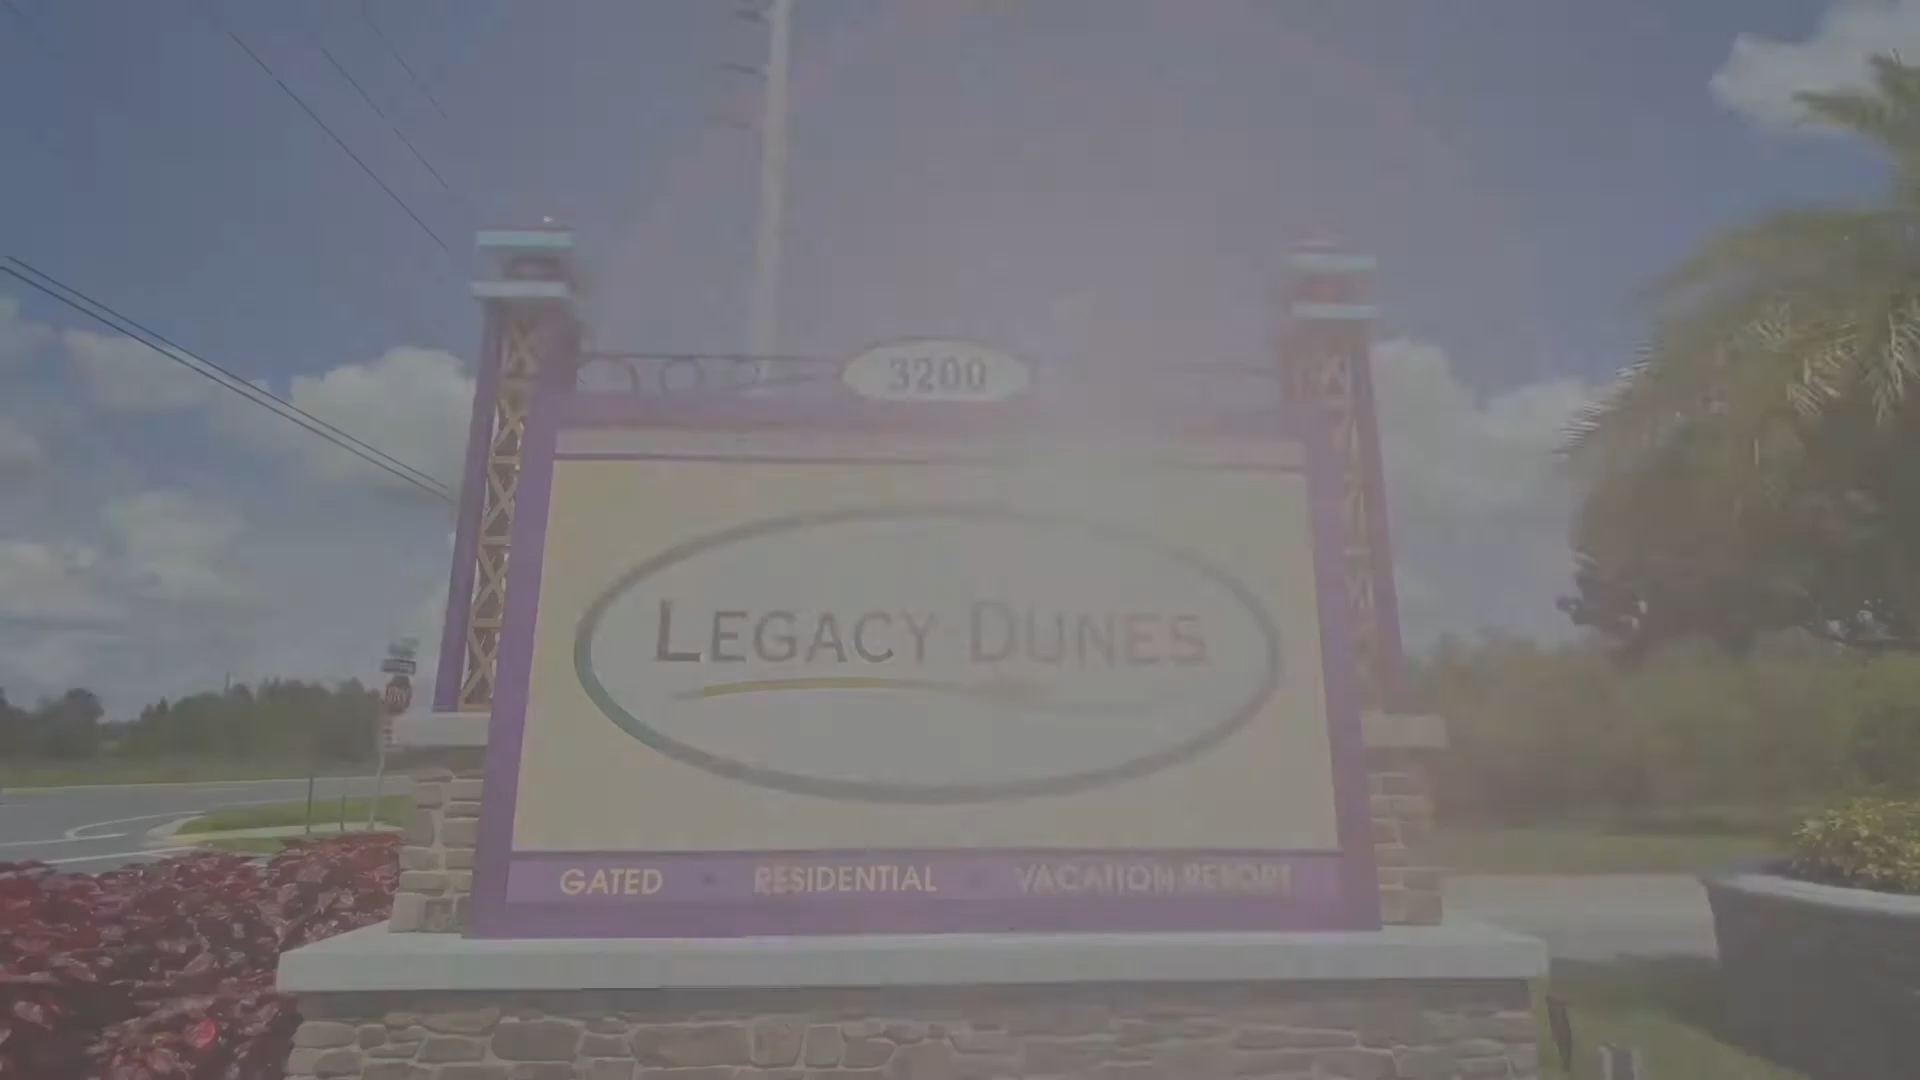 3200
LEGACY DUNES
GATED • RESIDENTIAL • VACATION RESORT